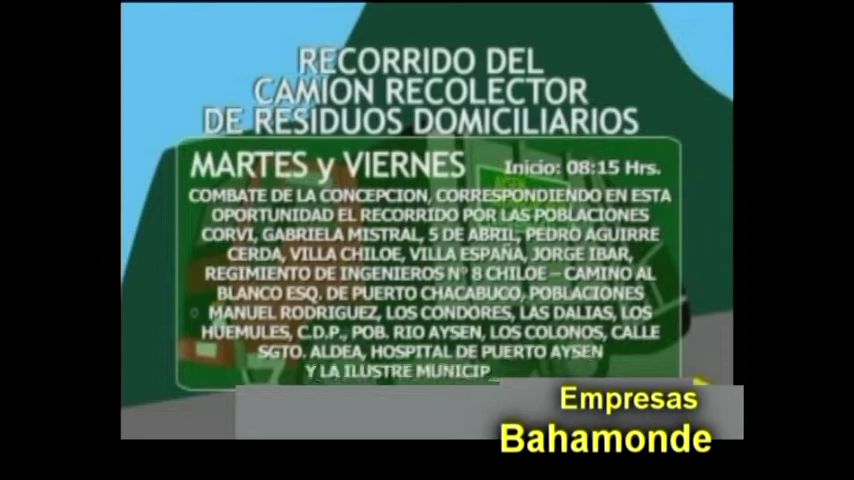 RECORRIDO DEL
CAMION RECOLECTOR
DE RESIDUOS DOMICILIARIOS
MARTES y VIERNES Inicio: 08:15 Hrs.
COMBATE DE LA CONCEPCION, CORRESPONDIENDO EN ESTA
OPORTUNIDAD EL RECORRIDO POR LAS POBLACIONES
CORVI, GABRIELA MISTRAL, 5 DE ABRIL, PEDRO AGUIRRE
CERDA, VILLA CHILOE, VILLA ESPAÑA, JORGE IBAR,
REGIMIENTO DE INGENIEROS Nº 8 CHILOE – CAMINO AL
BLANCO ESQ. DE PUERTO CHACABUCO, POBLACIONES
MANUEL RODRIGUEZ, LOS CONDORES, LAS DALIAS, LOS
HUEMULES, C.D.P., POB. RIO AYSEN, LOS COLONOS, CALLE
SGTO. ALDEA, HOSPITAL DE PUERTO AYSEN
Y LA ILUSTRE MUNICIP
Empresas
Bahamonde